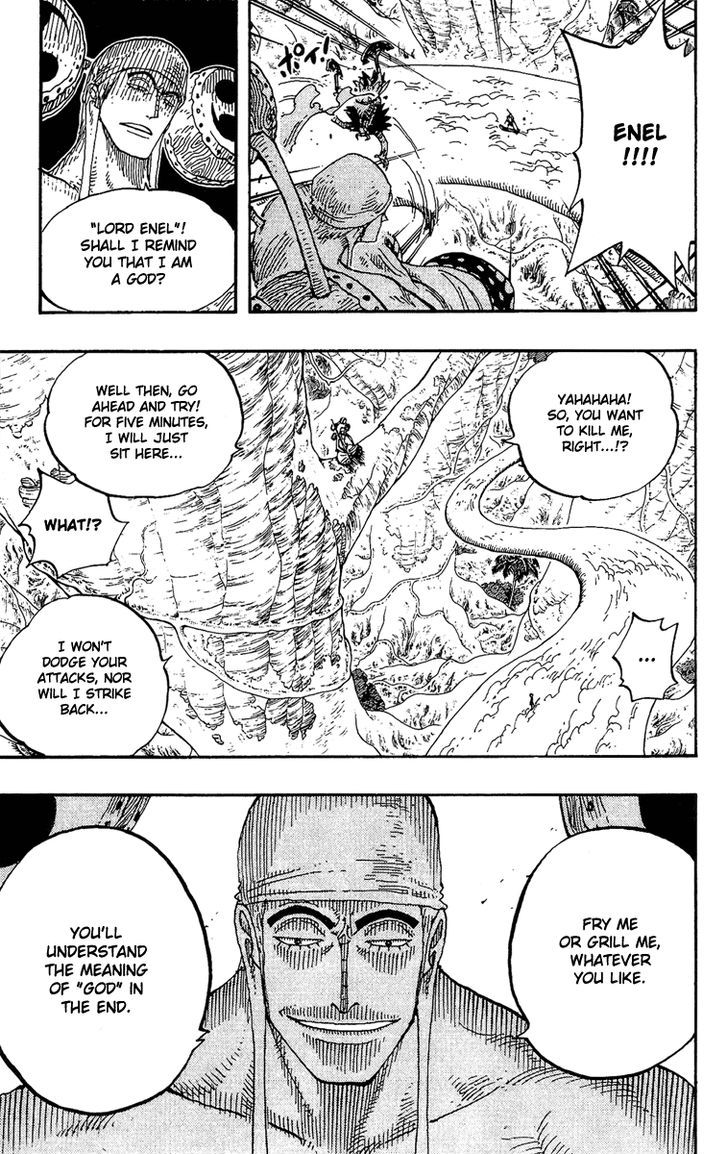 ENEL
!!!!
ポイ!
"LORD ENEL"!
SHALL I REMIND
YOU THAT I AM
A GOD?
YAHAHAHA!
SO, YOU WANT
TO KILL ME,
RIGHT...!?
...
WELL THEN, GO
AHEAD AND TRY!
FOR FIVE MINUTES,
I WILL JUST
SIT HERE...
WHAT!?
I WON'T
DODGE YOUR
ATTACKS, NOR
WILL I STRIKE
BACK...
FRY ME
OR GRILL ME,
WHATEVER
YOU LIKE.
YOU'LL
UNDERSTAND
THE MEANING
OF "GOD" IN
THE END.